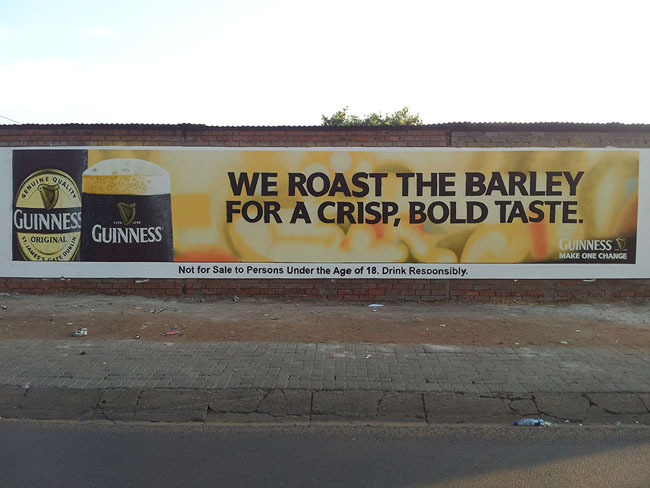 GENUINE QUALITY
GUINNESS
ORIGINAL
ST. JAMES'S GATE DUBLIN
GUINNESS
WE ROAST THE BARLEY
FOR A CRISP, BOLD TASTE.
GUINNESS
MAKE ONE CHANGE
Not for Sale to Persons Under the Age of 18. Drink Responsibly.